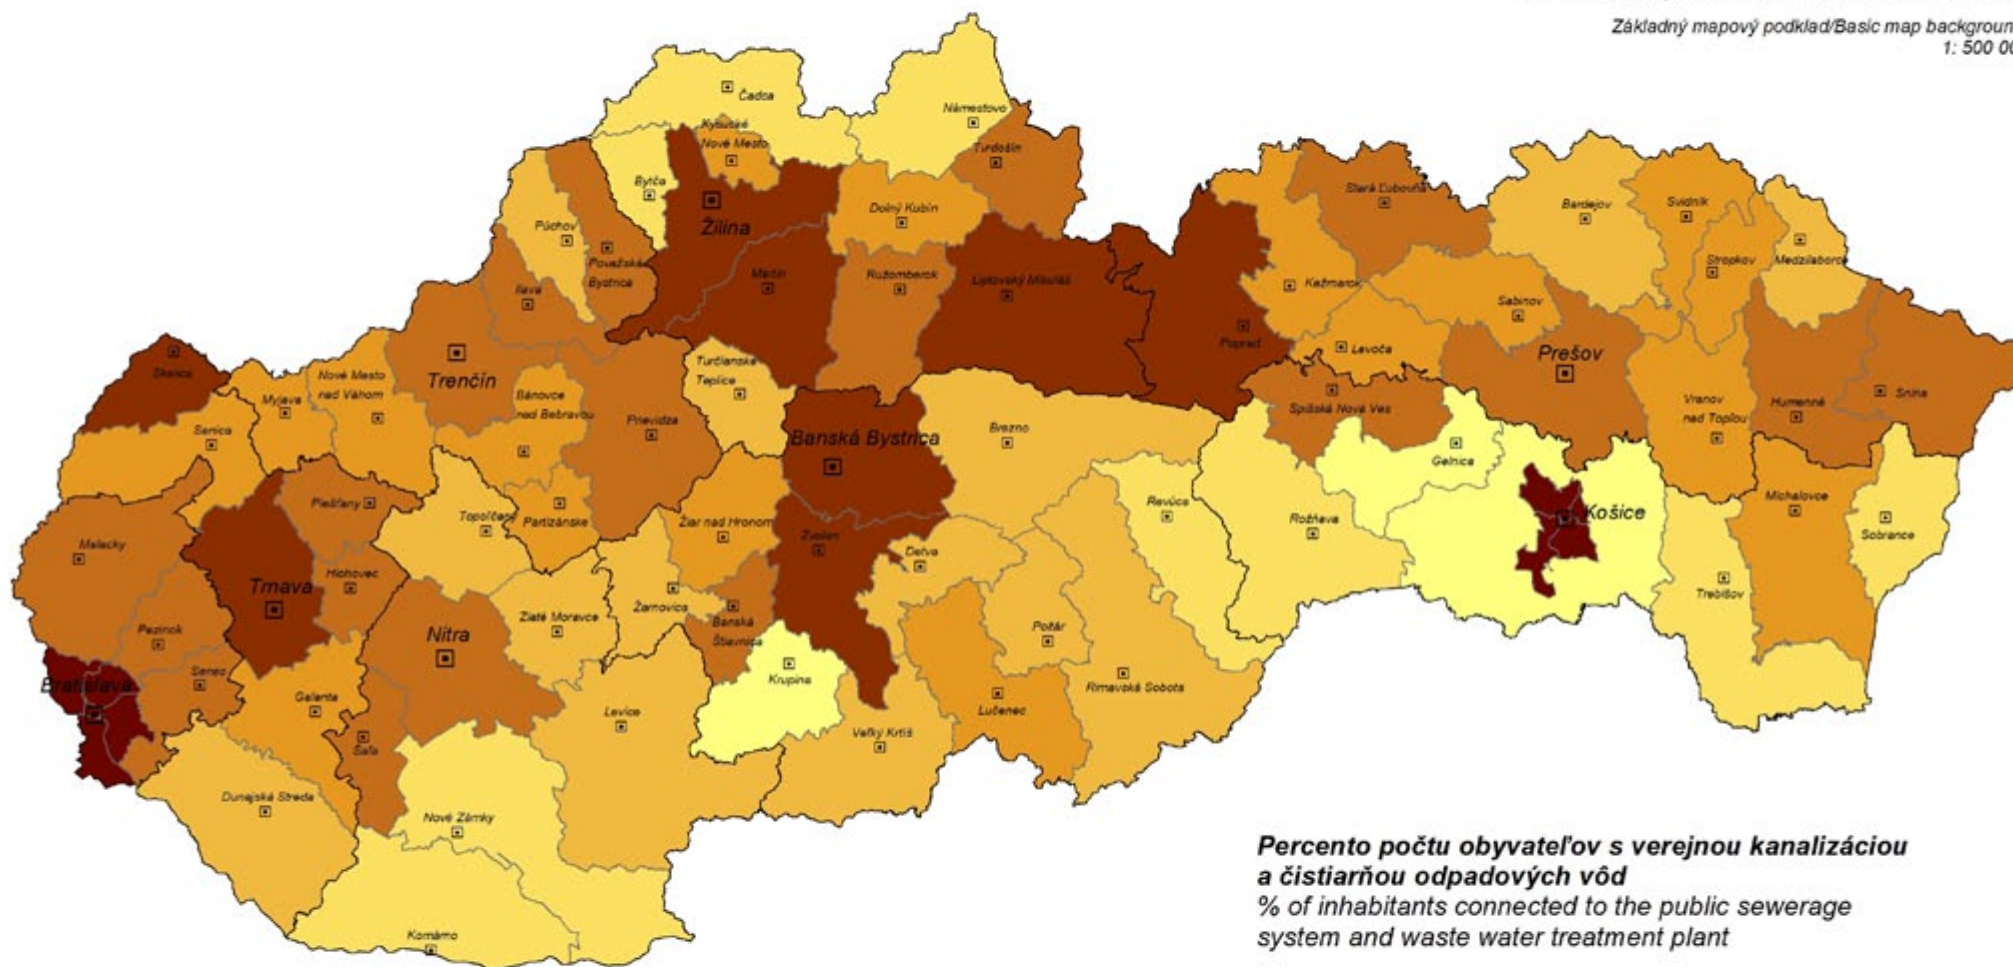 Základný mapový podklad/Basic map backgroun
1: 500 00
Čadca
Námestovo
Kysucké
Nové Mesto
Tvrdošín
Bytča
Stará Ľubovňa
Dolný Kubín
Bardejov
Svidník
Púchov
Žilina
Stropkov
Medzilaborce
Považská
Bystrica
Martin
Ružomberok
Liptovský Mikuláš
Kežmarok
Ilava
Sabinov
Poprad
Levoča
Prešov
Skalica
Trenčín
Turčianske
Teplice
Nové Mesto
nad Váhom
Myjava
Bánovce
nad Bebravou
Spišská Nová Ves
Vranov
nad Topľou
Humenné
Snina
Senica
Prievidza
Banská Bystrica
Brezno
Gelnica
Piešťany
Topoľčany
Partizánske
Žiar nad Hronom
Revúca
Rožňava
Košice
Michalovce
Sobrance
Malacky
Zvolen
Detva
Hlohovec
Trnava
Žarnovica
Trebišov
Pezinok
Nitra
Zlaté Moravce
Banská
Štiavnica
Poltár
Senec
Bratislava
Krupina
Rimavská Sobota
Galanta
Levice
Lučenec
Šaľa
Veľký Krtíš
Dunajská Streda
Nové Zámky
Komárno
Percento počtu obyvateľov s verejnou kanalizáciou
a čistiarňou odpadových vôd
% of inhabitants connected to the public sewerage
system and waste water treatment plant